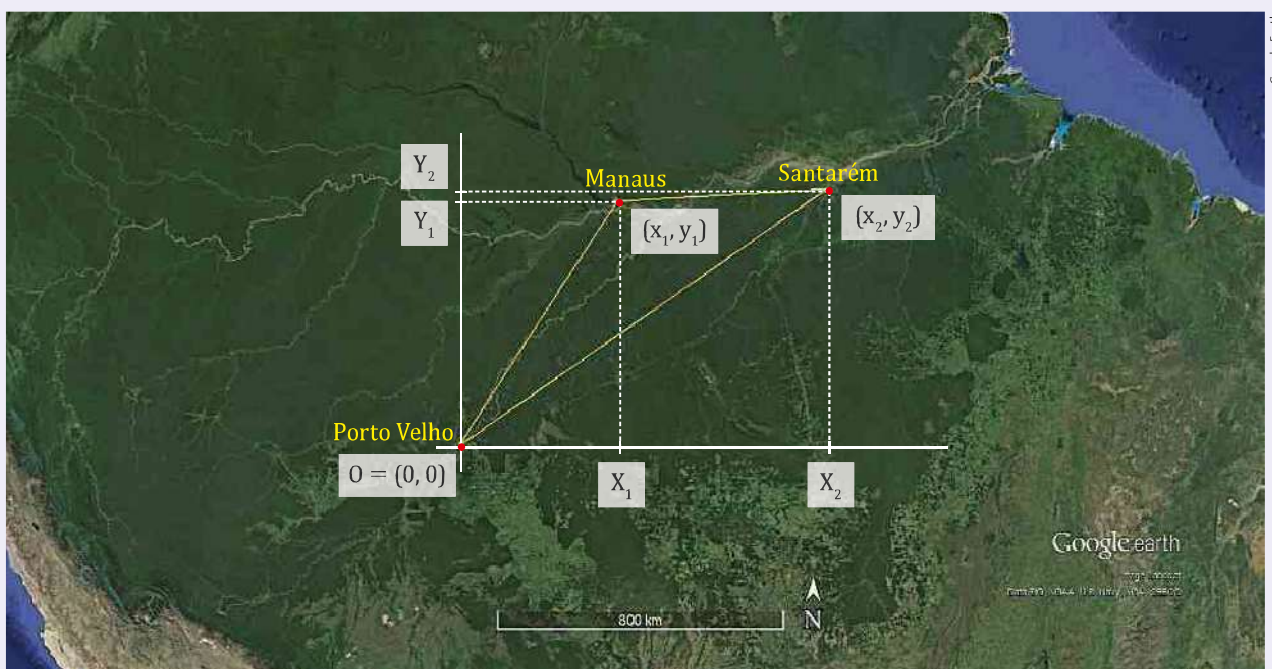 Y₂
Manaus
Santarém
Y₁
(x₁, y₁)
(x₂, y₂)
Porto Velho
O = (0, 0)
X₁
X₂
Google earth
800 km
N